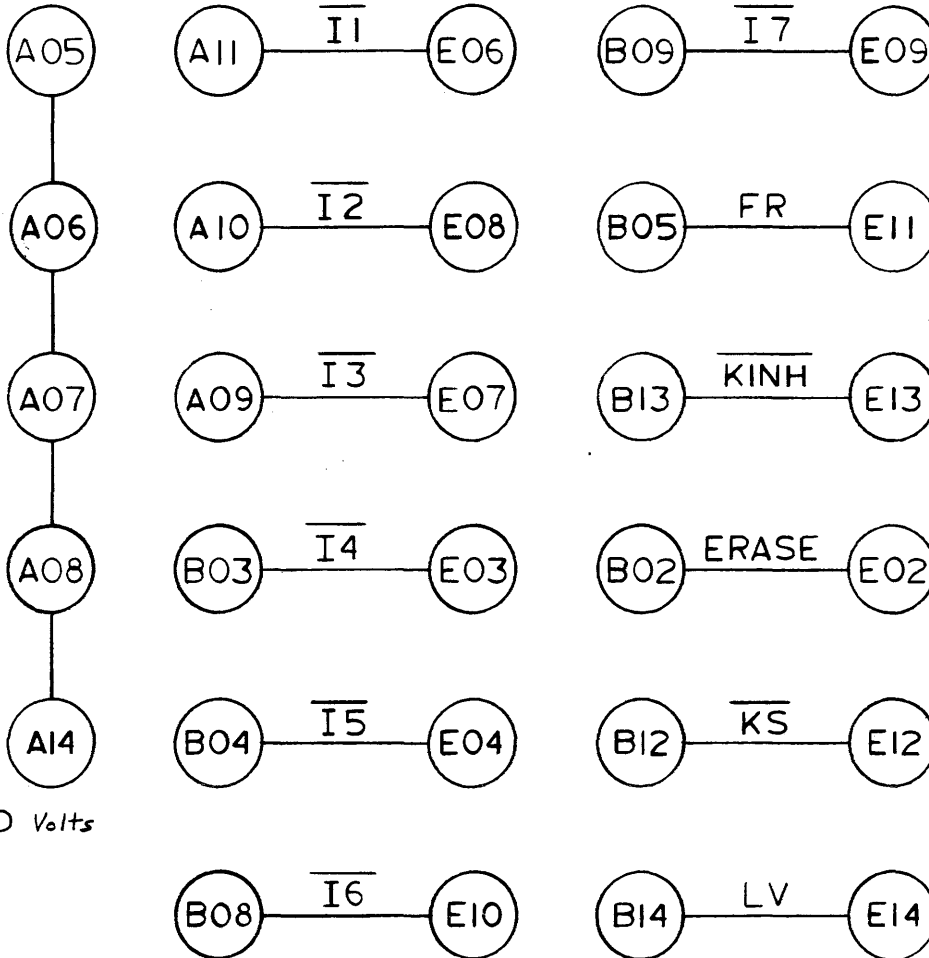 A05 A11 I1 E06 B09 I7 E09
A06 A10 I2 E08 B05 FR E11
A07 A09 I3 E07 B13 KINH E13
A08 B03 I4 E03 B02 ERASE E02
A14 B04 I5 E04 B12 KS E12
Volts
B08 I6 E10 B14 LV E14